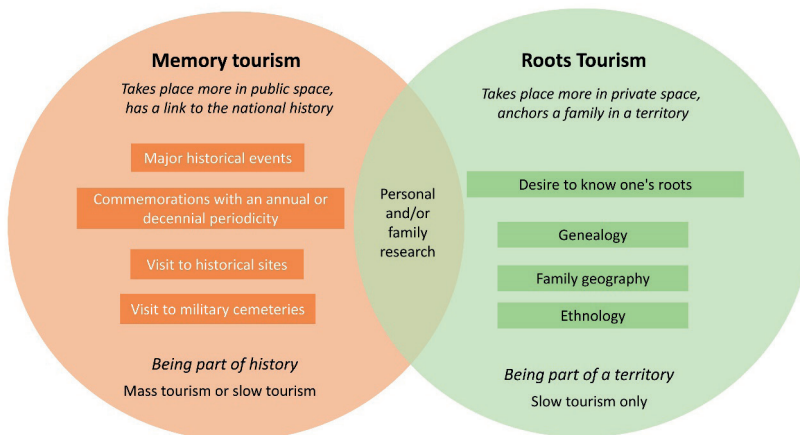 Memory tourism
Takes place more in public space,
has a link to the national history
Major historical events
Commemorations with an annual or
decennial periodicity
Visit to historical sites
Visit to military cemeteries
Being part of history
Mass tourism or slow tourism
Personal
and/or
family
research
Roots Tourism
Takes place more in private space,
anchors a family in a territory
Desire to know one's roots
Genealogy
Family geography
Ethnology
Being part of a territory
Slow tourism only